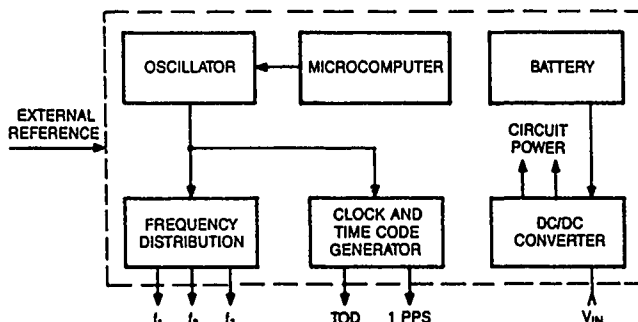 OSCILLATOR
MICROCOMPUTER
BATTERY
EXTERNAL
REFERENCE
CIRCUIT
POWER
FREQUENCY
DISTRIBUTION
CLOCK AND
TIME CODE
GENERATOR
DC/DC
CONVERTER
TOD
1 PPS
VIN